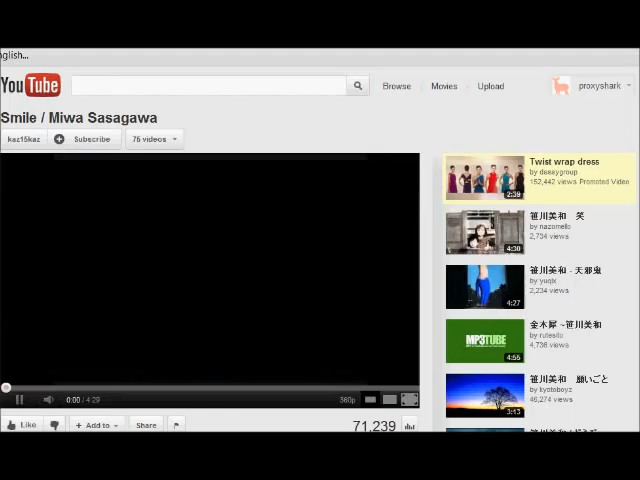 nglish...
YouTube
Browse Movies Upload proxyshark
Smile / Miwa Sasagawa
kaz15kaz Subscribe 75 videos
Twist wrap dress
by dessygroup
152,442 views Promoted Video
2:39
笹川美和 笑
by nazomello
2,734 views
4:30
笹川美和 - 天邪鬼
by yuqix
2,234 views
4:27
金木犀 ~笹川美和
by rutesito
4,736 views
MP3TUBE
4:55
笹川美和 願いごと
by kyotoboyz
46,274 views
3:13
0:00 / 4:29 360p
Like Add to Share 71,239